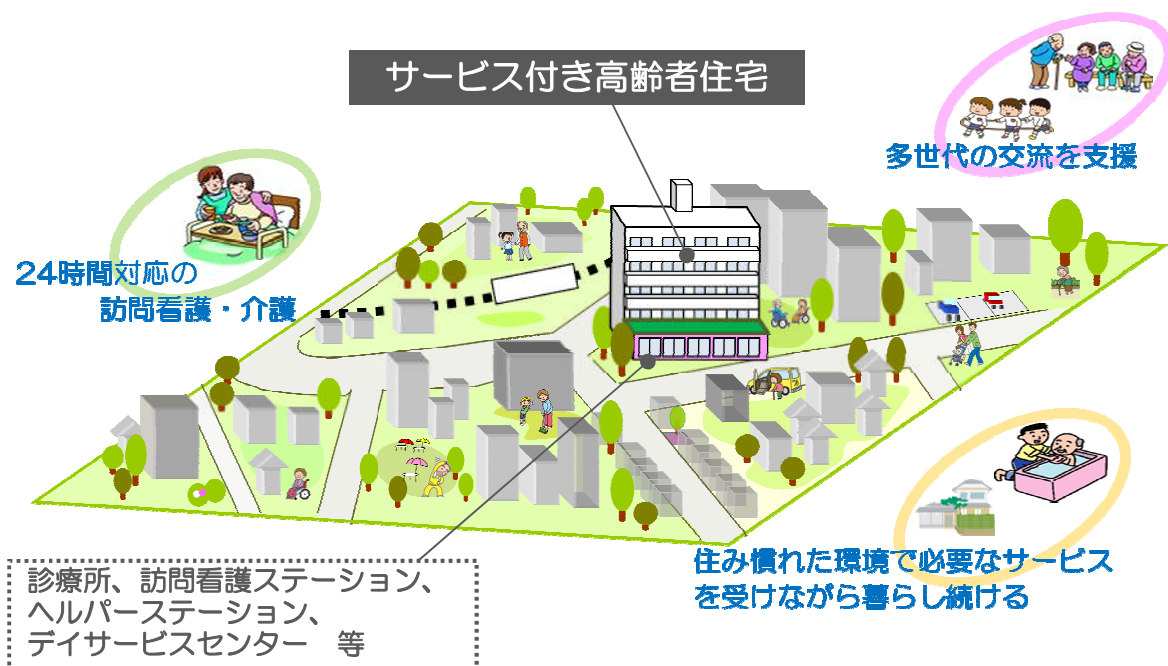 サービス付き高齢者住宅
多世代の交流を支援
24時間対応の
訪問看護・介護
住み慣れた環境で必要なサービス
を受けながら暮らし続ける
診療所、訪問看護ステーション、
ヘルパーステーション、
デイサービスセンター　等